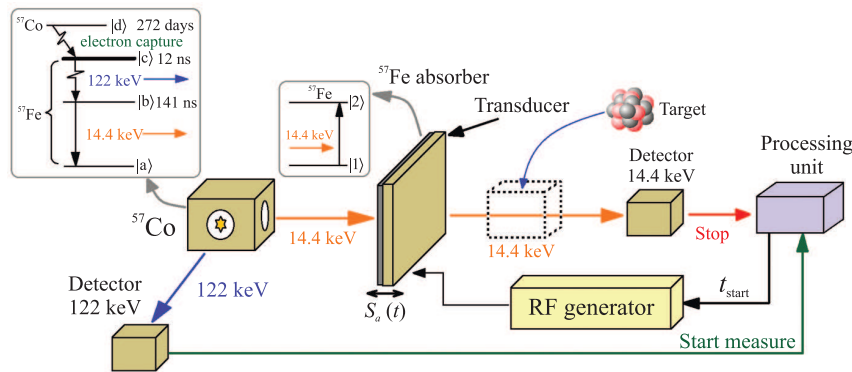 ⁵⁷Co
|d⟩ 272 days
electron capture
|c⟩ 12 ns
122 keV
|b⟩ 141 ns
⁵⁷Fe
14.4 keV
|a⟩
⁵⁷Fe
|2⟩
14.4 keV
|1⟩
⁵⁷Fe absorber
Transducer
Target
Detector
14.4 keV
Processing
unit
⁵⁷Co
14.4 keV
14.4 keV
Stop
Detector
122 keV
122 keV
Sₐ (t)
RF generator
t_start
Start measure